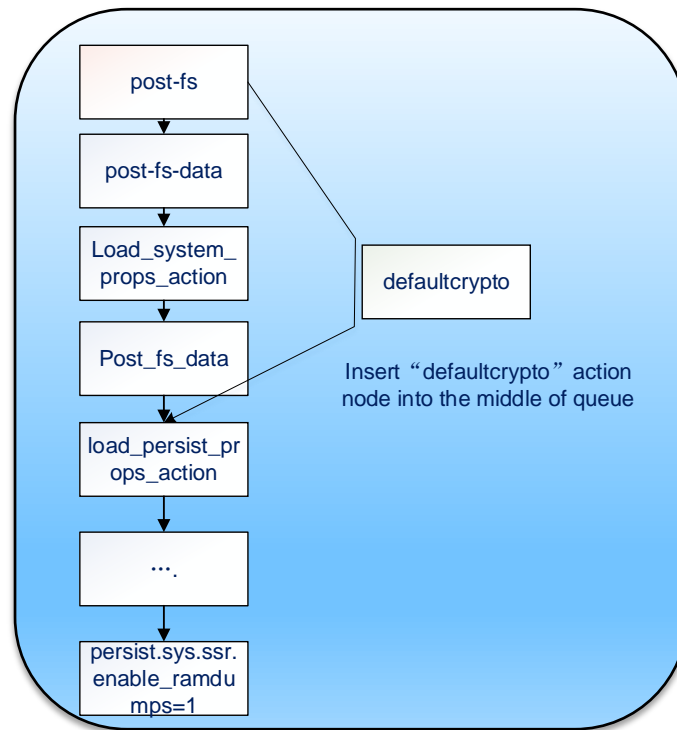 post-fs
post-fs-data
Load_system_
props_action
defaultcrypto
Post_fs_data
Insert “defaultcrypto” action
node into the middle of queue
load_persist_pr
ops_action
….
persist.sys.ssr.
enable_ramdu
mps=1